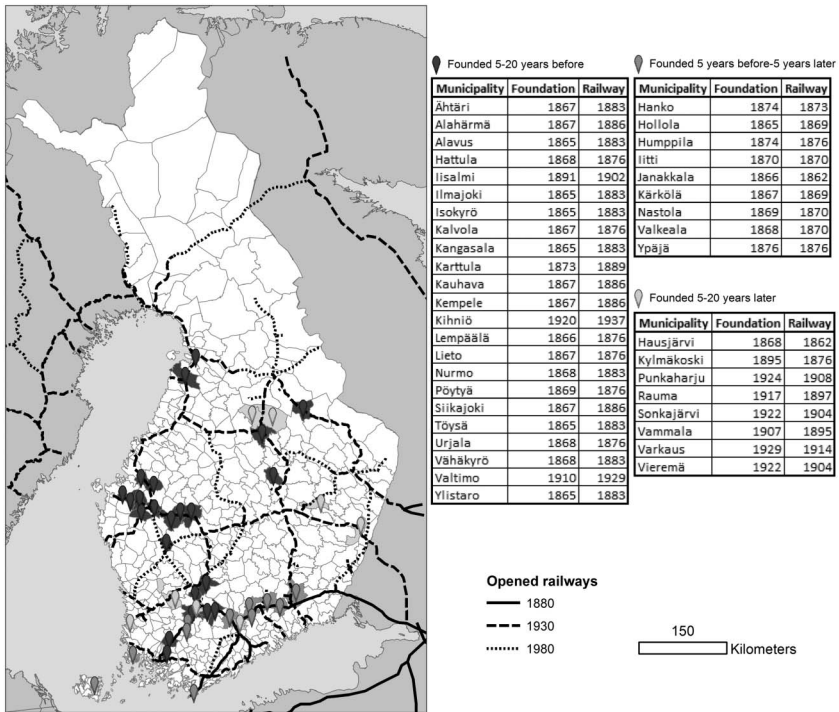 Founded 5-20 years before
Municipality Foundation Railway
Ähtäri 1867 1883
Alahärmä 1867 1886
Alavus 1865 1883
Hattula 1868 1876
Iisalmi 1891 1902
Ilmajoki 1865 1883
Isokyrö 1865 1883
Kalvola 1867 1876
Kangasala 1865 1883
Karttula 1873 1889
Kauhava 1867 1886
Kempele 1867 1886
Kihniö 1920 1937
Lempäälä 1866 1876
Lieto 1867 1876
Nurmo 1868 1883
Pöytyä 1869 1876
Siikajoki 1867 1886
Töysä 1865 1883
Urjala 1868 1876
Vähäkyrö 1868 1883
Valtimo 1910 1929
Ylistaro 1865 1883
Founded 5 years before-5 years later
Municipality Foundation Railway
Hanko 1874 1873
Hollola 1865 1869
Humppila 1874 1876
Iitti 1870 1870
Janakkala 1866 1862
Kärkölä 1867 1869
Nastola 1869 1870
Valkeala 1868 1870
Ypäjä 1876 1876
Founded 5-20 years later
Municipality Foundation Railway
Hausjärvi 1868 1862
Kylmäkoski 1895 1876
Punkaharju 1924 1908
Rauma 1917 1897
Sonkajärvi 1922 1904
Vammala 1907 1895
Varkaus 1929 1914
Vieremä 1922 1904
Opened railways
1880
1930
1980
150
Kilometers